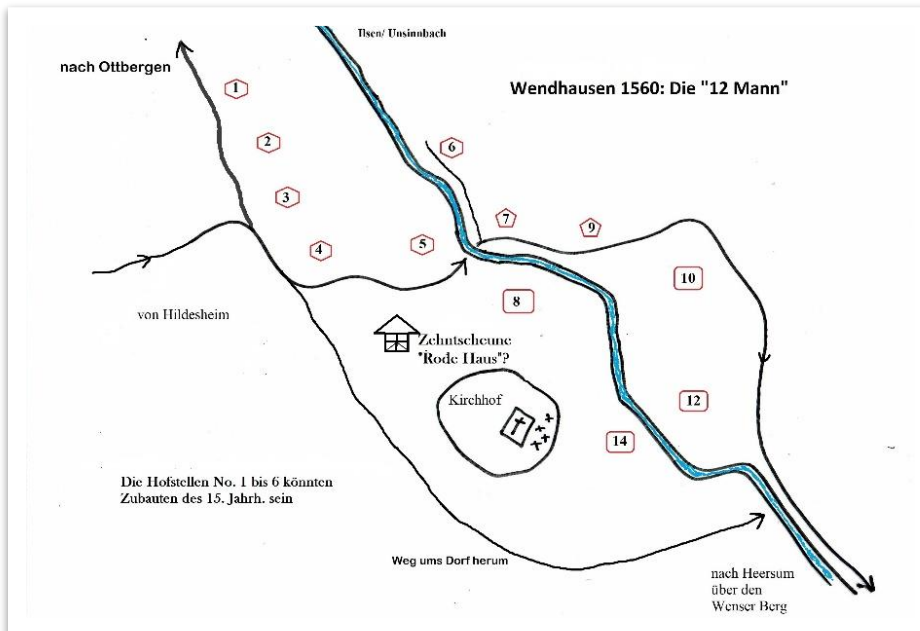 Ilsen/ Unsinnbach
nach Ottbergen
Wendhausen 1560: Die "12 Mann"
1
2
3
4
5
6
7
9
10
8
von Hildesheim
Zehntscheune
"Rode Haus"?
Kirchhof
12
14
Die Hofstellen No. 1 bis 6 könnten
Zubauten des 15. Jahrh. sein
Weg ums Dorf herum
nach Heersum
über den
Wenser Berg